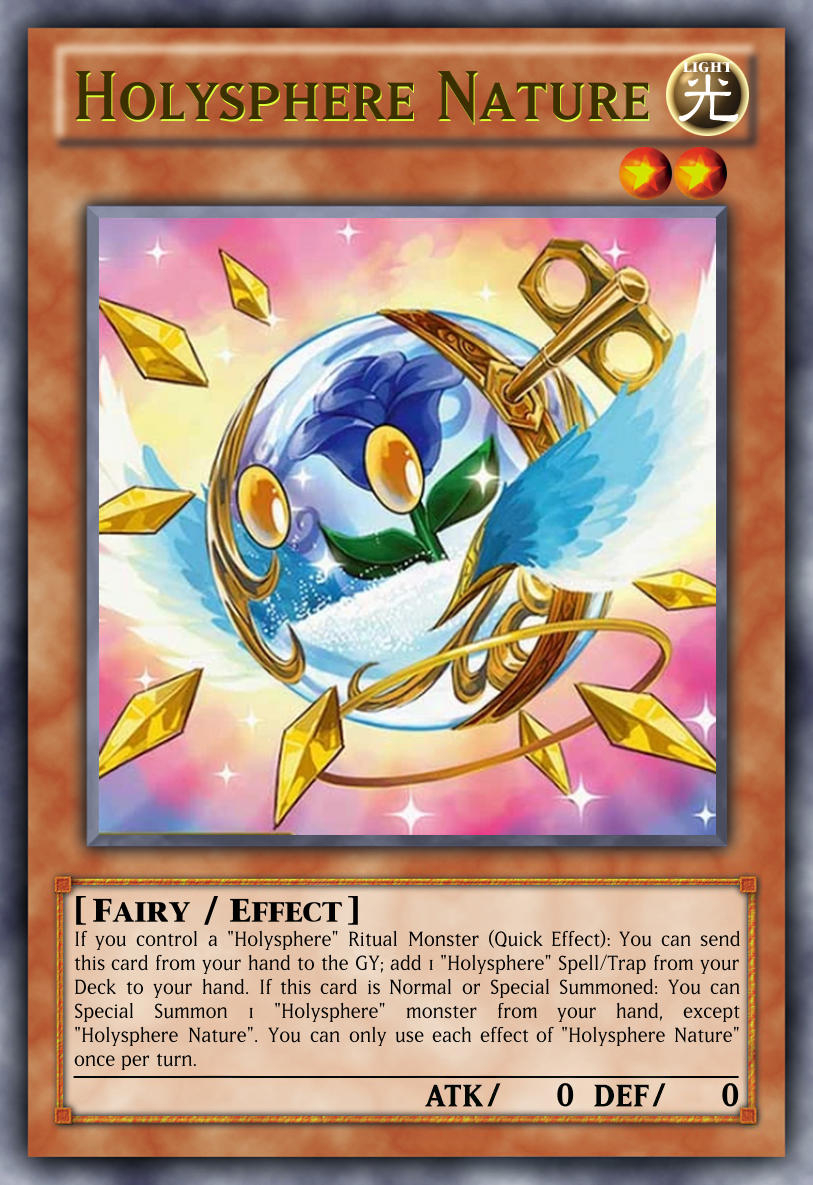 Holysphere Nature
LIGHT
光
[ Fairy / Effect ]
If you control a "Holysphere" Ritual Monster (Quick Effect): You can send
this card from your hand to the GY; add 1 "Holysphere" Spell/Trap from your
Deck to your hand. If this card is Normal or Special Summoned: You can
Special Summon 1 "Holysphere" monster from your hand, except
"Holysphere Nature". You can only use each effect of "Holysphere Nature"
once per turn.
ATK/ 0 DEF/ 0